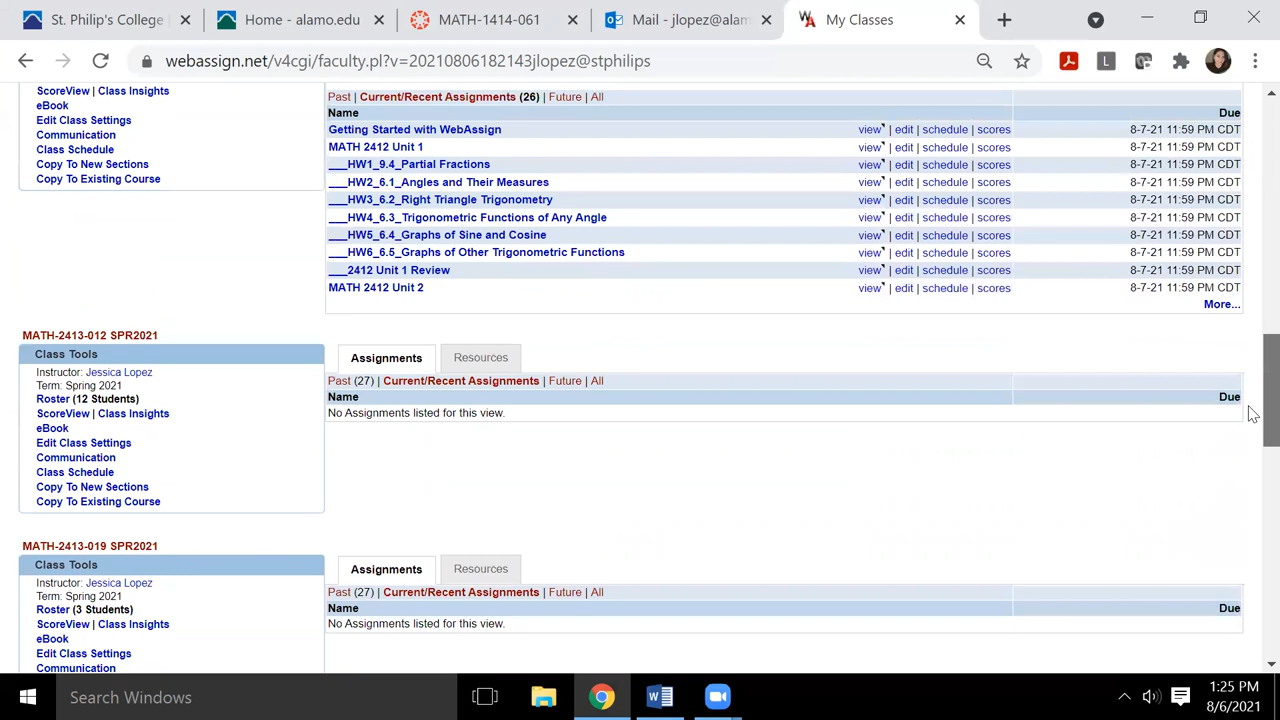 St. Philip's College
Home - alamo.edu
MATH-1414-061
Mail - jlopez@alam
My Classes
webassign.net/v4cgi/faculty.pl?v=20210806182143jlopez@stphilips
L
ScoreView | Class Insights
eBook
Edit Class Settings
Communication
Class Schedule
Copy To New Sections
Copy To Existing Course
Past | Current/Recent Assignments (26) | Future | All
Name Due
Getting Started with WebAssign view | edit | schedule | scores 8-7-21 11:59 PM CDT
MATH 2412 Unit 1 view | edit | schedule | scores 8-7-21 11:59 PM CDT
___HW1_9.4_Partial Fractions view | edit | schedule | scores 8-7-21 11:59 PM CDT
___HW2_6.1_Angles and Their Measures view | edit | schedule | scores 8-7-21 11:59 PM CDT
___HW3_6.2_Right Triangle Trigonometry view | edit | schedule | scores 8-7-21 11:59 PM CDT
___HW4_6.3_Trigonometric Functions of Any Angle view | edit | schedule | scores 8-7-21 11:59 PM CDT
___HW5_6.4_Graphs of Sine and Cosine view | edit | schedule | scores 8-7-21 11:59 PM CDT
___HW6_6.5_Graphs of Other Trigonometric Functions view | edit | schedule | scores 8-7-21 11:59 PM CDT
___2412 Unit 1 Review view | edit | schedule | scores 8-7-21 11:59 PM CDT
MATH 2412 Unit 2 view | edit | schedule | scores 8-7-21 11:59 PM CDT
More...
MATH-2413-012 SPR2021
Class Tools
Instructor: Jessica Lopez
Term: Spring 2021
Roster (12 Students)
ScoreView | Class Insights
eBook
Edit Class Settings
Communication
Class Schedule
Copy To New Sections
Copy To Existing Course
Assignments Resources
Past (27) | Current/Recent Assignments | Future | All
Name Due
No Assignments listed for this view.
MATH-2413-019 SPR2021
Class Tools
Instructor: Jessica Lopez
Term: Spring 2021
Roster (3 Students)
ScoreView | Class Insights
eBook
Edit Class Settings
Communication
Assignments Resources
Past (27) | Current/Recent Assignments | Future | All
Name Due
No Assignments listed for this view.
Search Windows
1:25 PM
8/6/2021